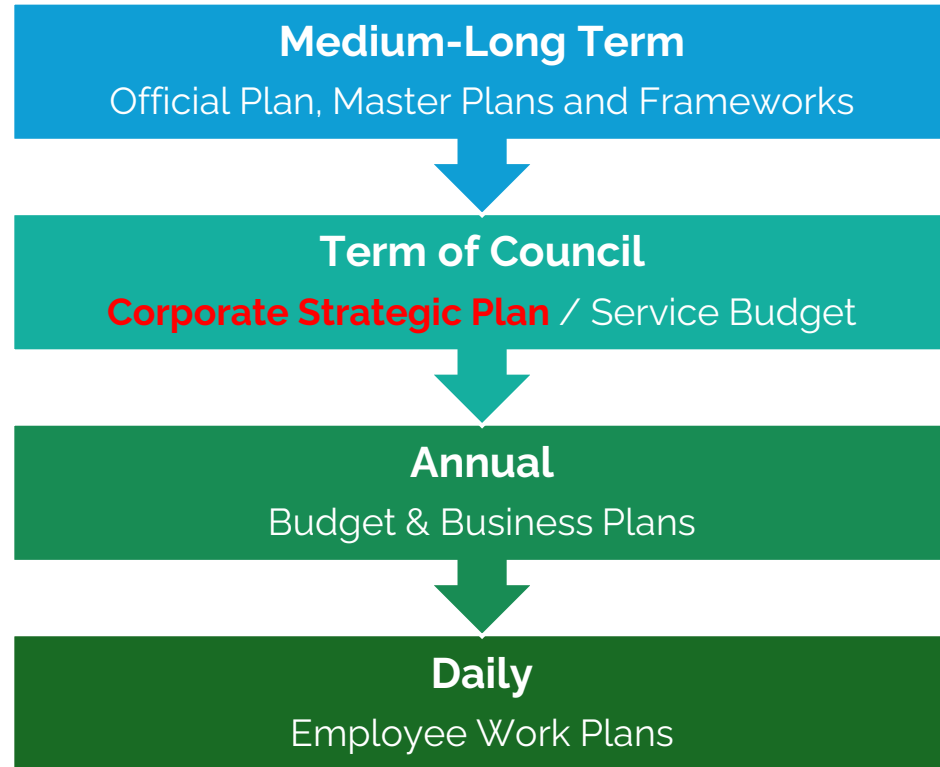 Medium-Long Term
Official Plan, Master Plans and Frameworks
Term of Council
Corporate Strategic Plan / Service Budget
Annual
Budget & Business Plans
Daily
Employee Work Plans